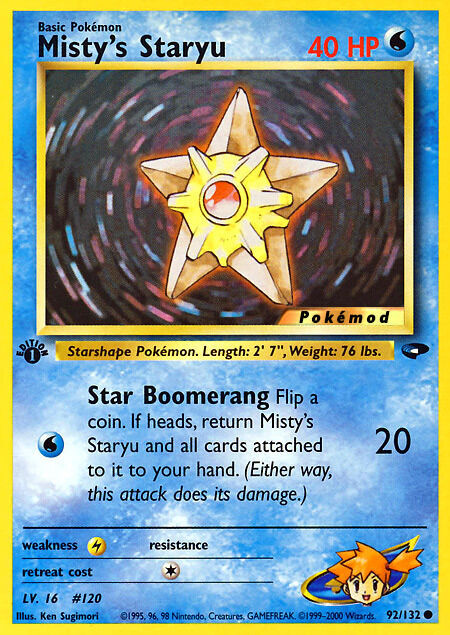 Basic Pokémon
Misty's Staryu
40 HP
Pokémod
EDITION
1
Starshape Pokémon. Length: 2' 7", Weight: 76 lbs.
Star Boomerang Flip a
coin. If heads, return Misty's
Staryu and all cards attached
to it to your hand. (Either way,
this attack does its damage.)
20
weakness
resistance
retreat cost
LV. 16 #120
Illus. Ken Sugimori
©1995, 96, 98 Nintendo, Creatures, GAMEFREAK. ©1999-2000 Wizards.
92/132